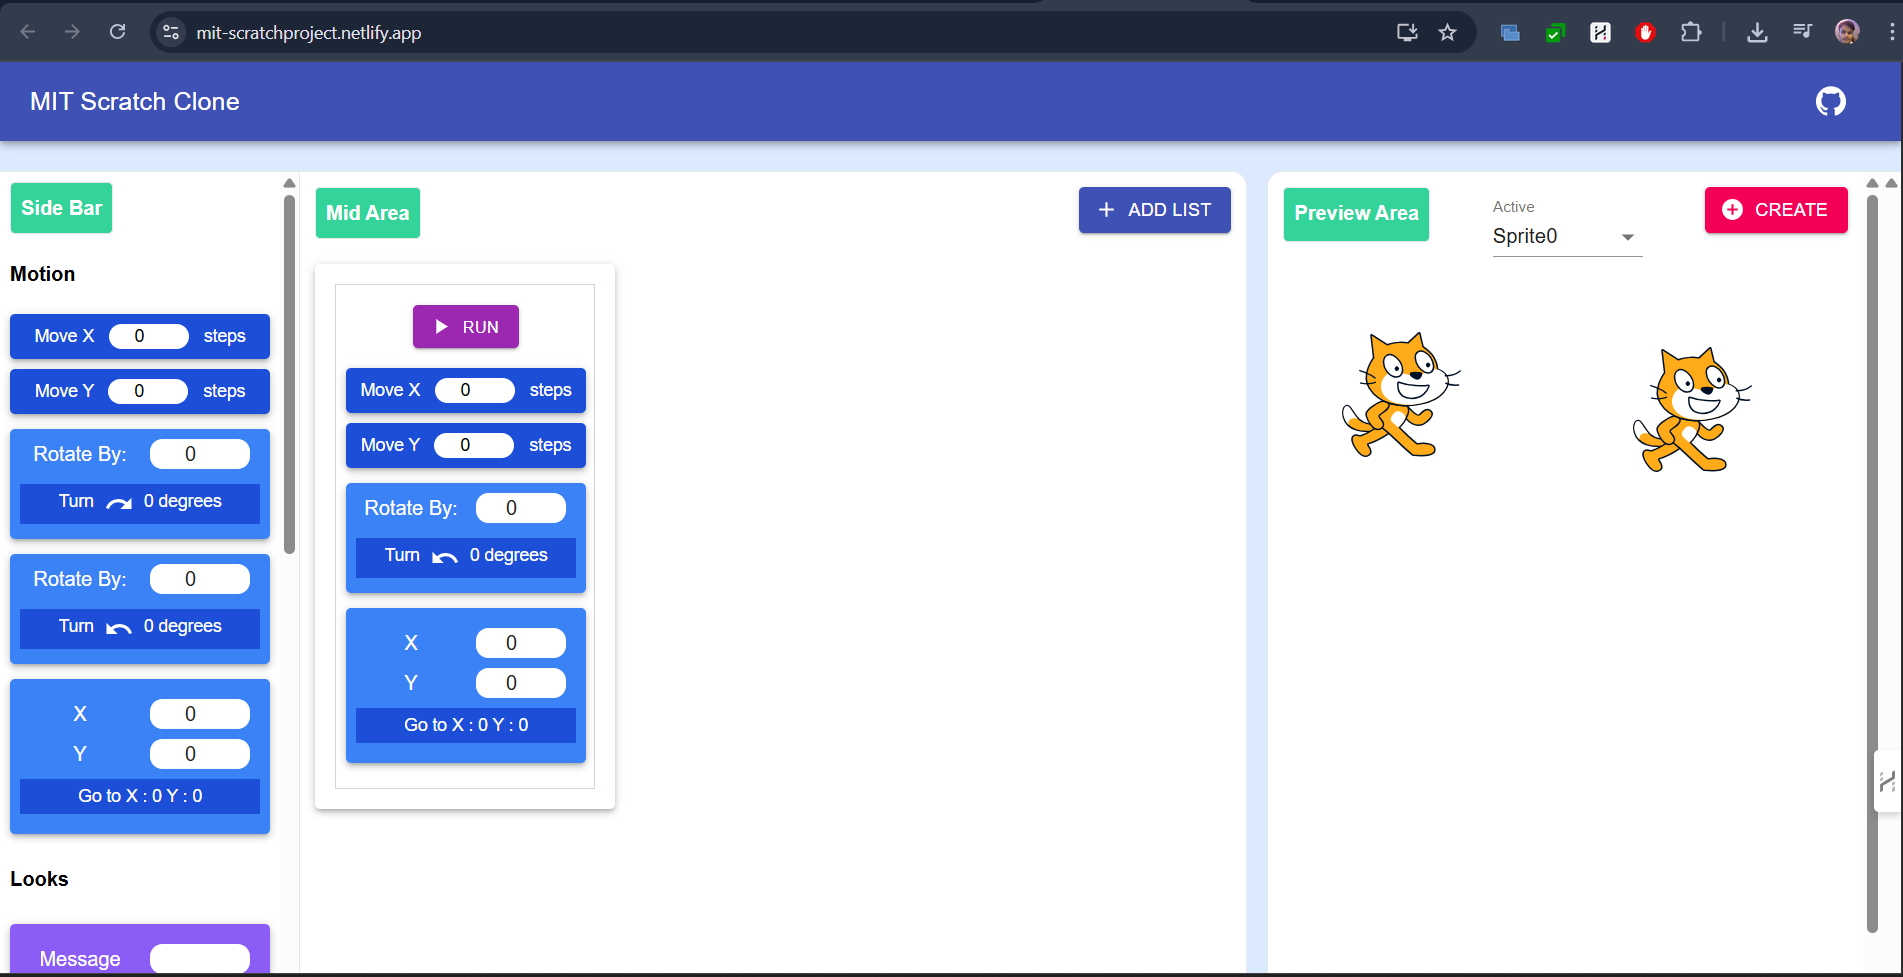 mit-scratchproject.netlify.app
MIT Scratch Clone
Side Bar
Motion
Move X 0 steps
Move Y 0 steps
Rotate By: 0
Turn 0 degrees
Rotate By: 0
Turn 0 degrees
X 0
Y 0
Go to X : 0 Y : 0
Looks
Message
Mid Area
ADD LIST
RUN
Move X 0 steps
Move Y 0 steps
Rotate By: 0
Turn 0 degrees
X 0
Y 0
Go to X : 0 Y : 0
Preview Area
Active
Sprite0
CREATE